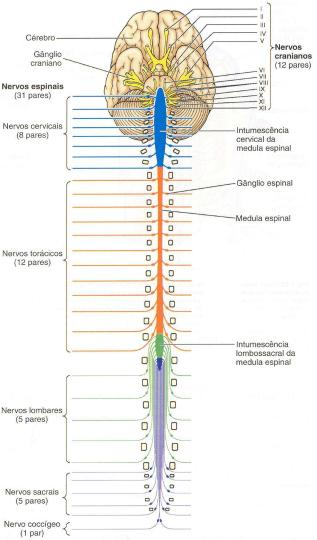 Cérebro
Gânglio
craniano
Nervos espinais
(31 pares)
Nervos cervicais
(8 pares)
Nervos torácicos
(12 pares)
Nervos lombares
(5 pares)
Nervos sacrais
(5 pares)
Nervo coccígeo
(1 par)
I
II
III
IV
V
Nervos
cranianos
(12 pares)
VI
VII
VIII
IX
X
XI
XII
Intumescência
cervical da
medula espinal
Gânglio espinal
Medula espinal
Intumescência
lombossacral da
medula espinal